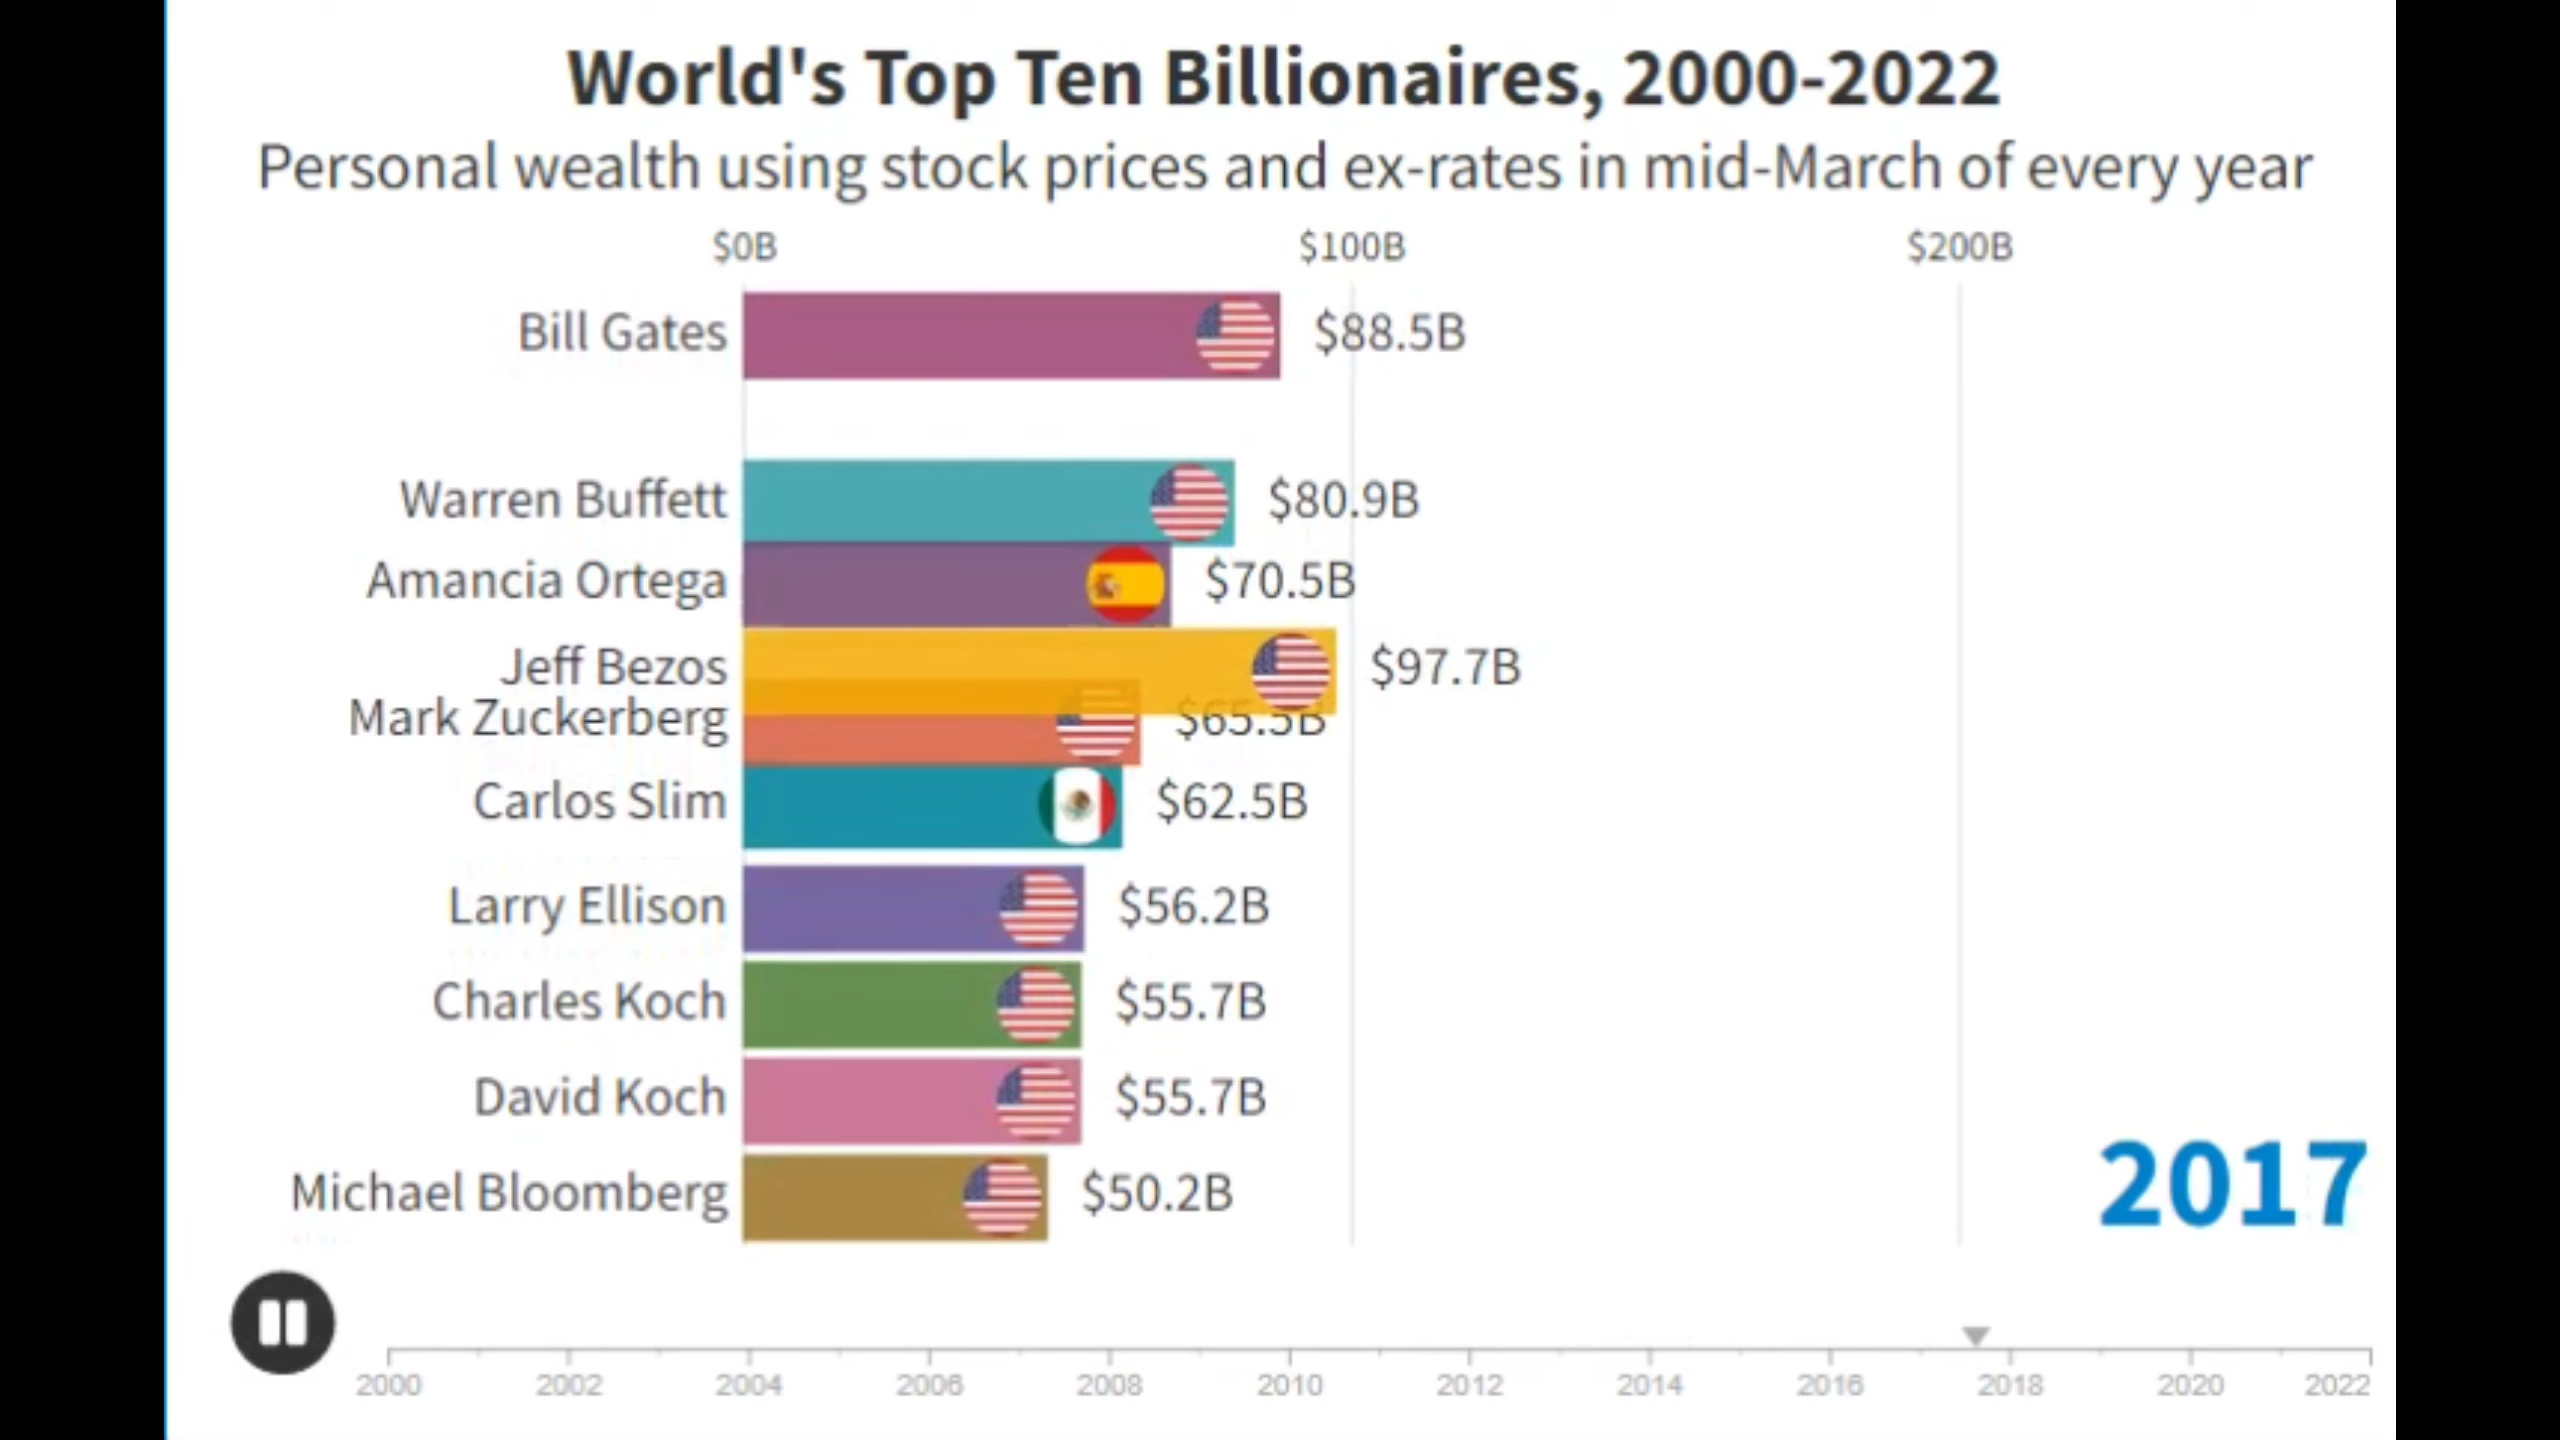 World's Top Ten Billionaires, 2000-2022
Personal wealth using stock prices and ex-rates in mid-March of every year
$0B $100B $200B
Bill Gates $88.5B
Warren Buffett $80.9B
Amancia Ortega $70.5B
Jeff Bezos $97.7B
Mark Zuckerberg $65.5B
Carlos Slim $62.5B
Larry Ellison $56.2B
Charles Koch $55.7B
David Koch $55.7B
Michael Bloomberg $50.2B
2017
2000 2002 2004 2006 2008 2010 2012 2014 2016 2018 2020 2022